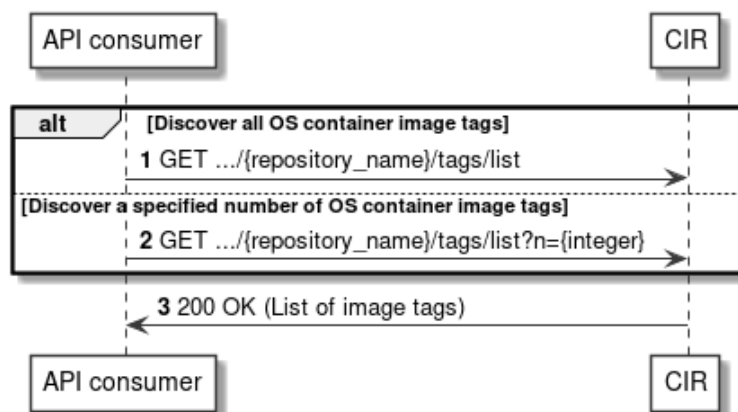 API consumer
CIR
alt
[Discover all OS container image tags]
1 GET .../{repository_name}/tags/list
[Discover a specified number of OS container image tags]
2 GET .../{repository_name}/tags/list?n={integer}
3 200 OK (List of image tags)
API consumer
CIR